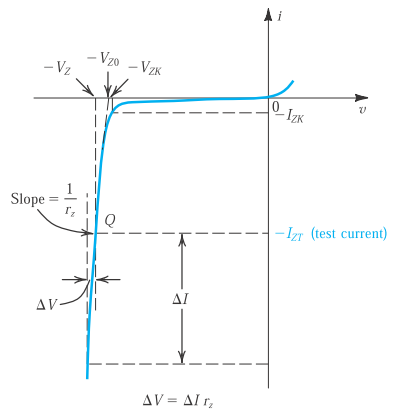 i
−V_Z0
−V_Z
−V_ZK
0
v
−I_ZK
Slope = 1/r_z
Q
−I_ZT (test current)
ΔV
ΔI
ΔV = ΔI r_z